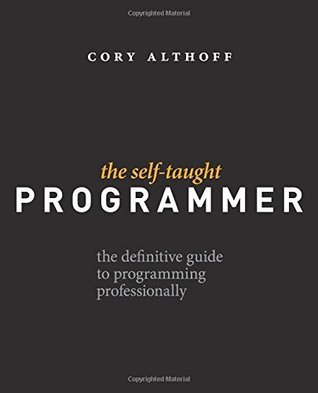 Copyrighted Material
CORY ALTHOFF
the self-taught
PROGRAMMER
the definitive guide
to programming
professionally
Copyrighted Material